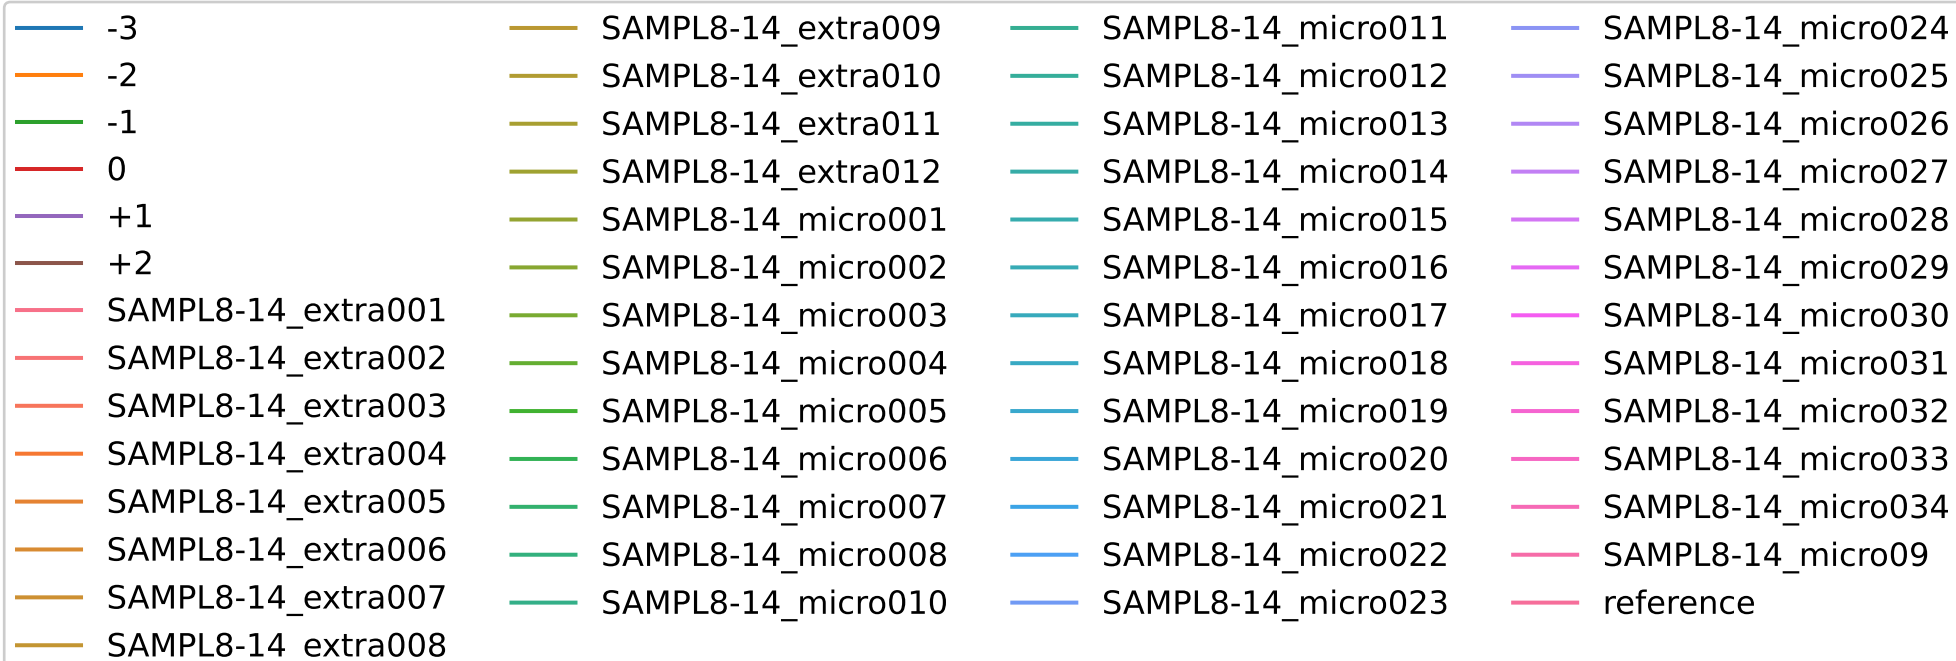 -3
-2
-1
0
+1
+2
SAMPL8-14_extra001
SAMPL8-14_extra002
SAMPL8-14_extra003
SAMPL8-14_extra004
SAMPL8-14_extra005
SAMPL8-14_extra006
SAMPL8-14_extra007
SAMPL8-14_extra008
SAMPL8-14_extra009
SAMPL8-14_extra010
SAMPL8-14_extra011
SAMPL8-14_extra012
SAMPL8-14_micro001
SAMPL8-14_micro002
SAMPL8-14_micro003
SAMPL8-14_micro004
SAMPL8-14_micro005
SAMPL8-14_micro006
SAMPL8-14_micro007
SAMPL8-14_micro008
SAMPL8-14_micro010
SAMPL8-14_micro011
SAMPL8-14_micro012
SAMPL8-14_micro013
SAMPL8-14_micro014
SAMPL8-14_micro015
SAMPL8-14_micro016
SAMPL8-14_micro017
SAMPL8-14_micro018
SAMPL8-14_micro019
SAMPL8-14_micro020
SAMPL8-14_micro021
SAMPL8-14_micro022
SAMPL8-14_micro023
SAMPL8-14_micro024
SAMPL8-14_micro025
SAMPL8-14_micro026
SAMPL8-14_micro027
SAMPL8-14_micro028
SAMPL8-14_micro029
SAMPL8-14_micro030
SAMPL8-14_micro031
SAMPL8-14_micro032
SAMPL8-14_micro033
SAMPL8-14_micro034
SAMPL8-14_micro09
reference